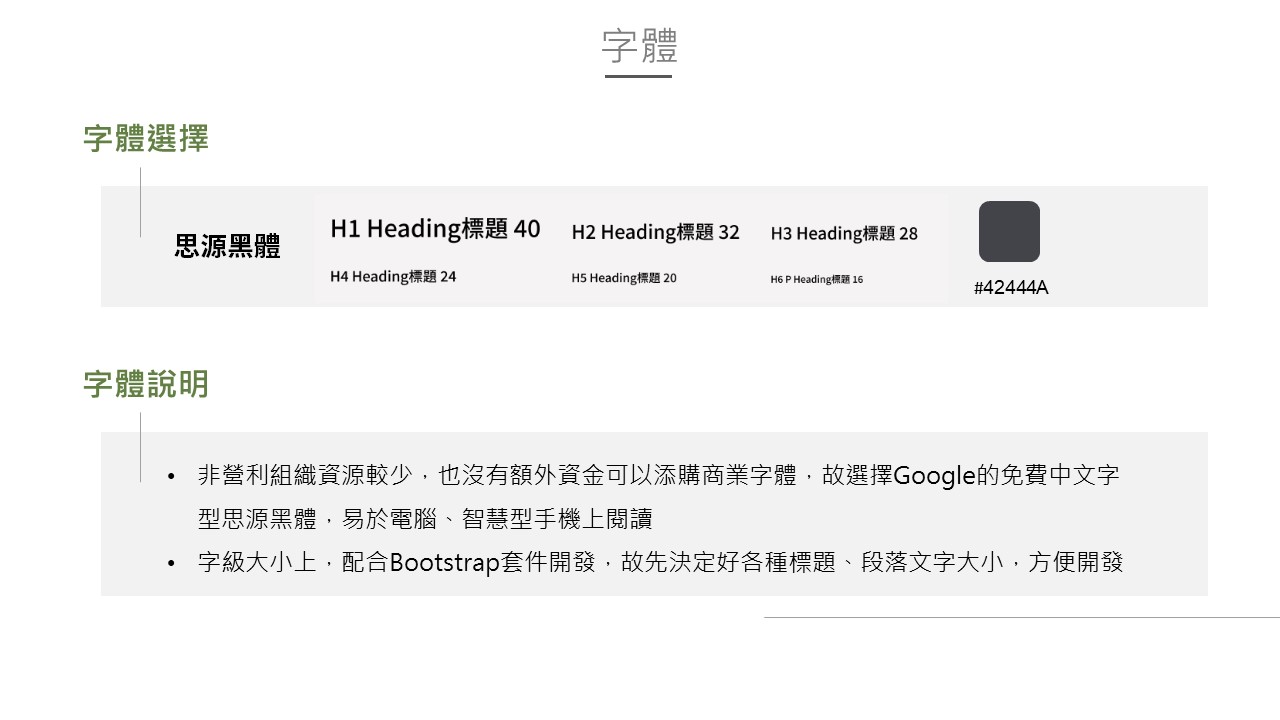 字體
字體選擇
思源黑體
H1 Heading標題 40
H2 Heading標題 32
H3 Heading標題 28
H4 Heading標題 24
H5 Heading標題 20
H6 P Heading標題 16
#42444A
字體說明
• 非營利組織資源較少，也沒有額外資金可以添購商業字體，故選擇Google的免費中文字
型思源黑體，易於電腦、智慧型手機上閱讀
• 字級大小上，配合Bootstrap套件開發，故先決定好各種標題、段落文字大小，方便開發